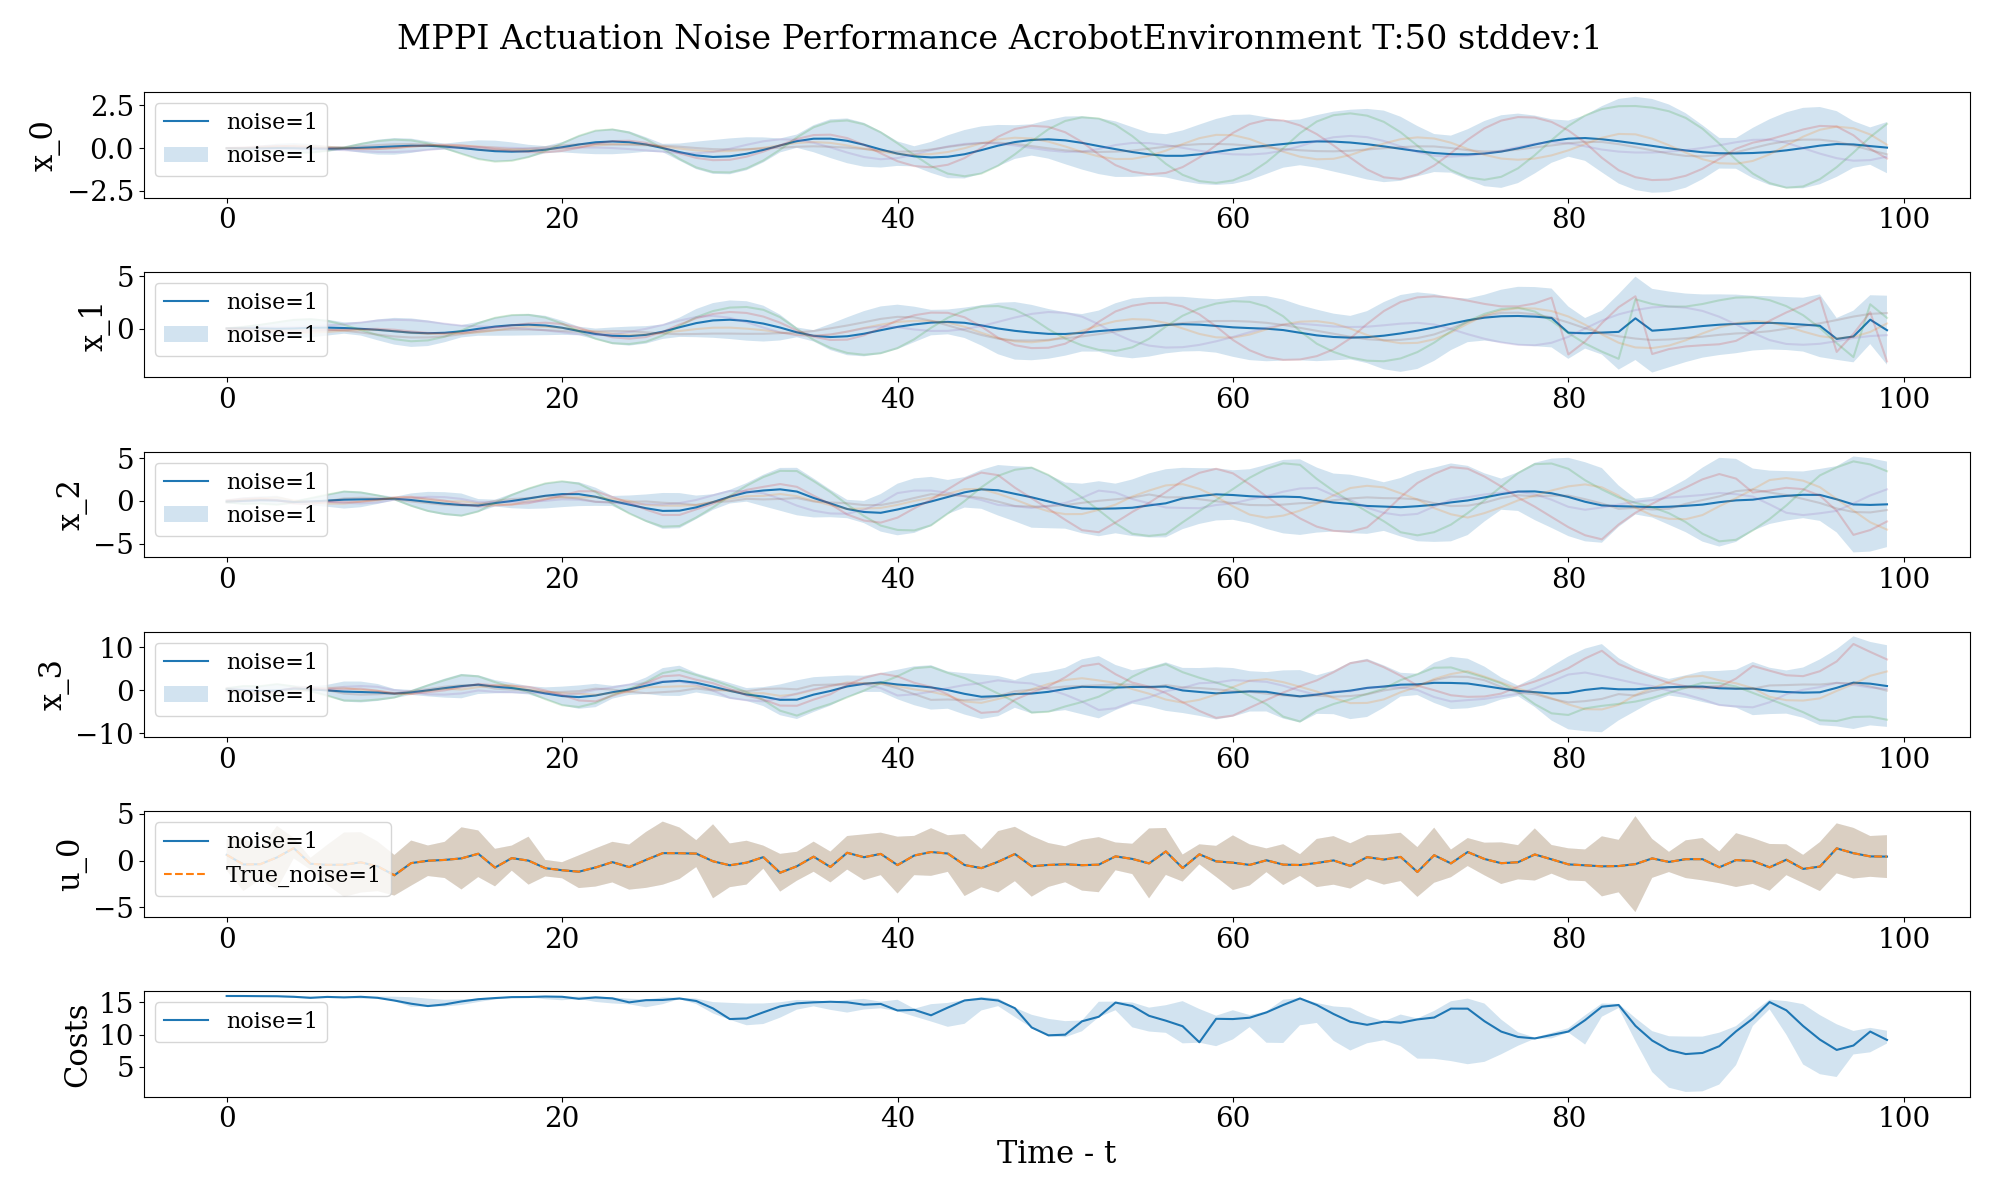 MPPI Actuation Noise Performance AcrobotEnvironment T:50 stddev:1
x_0
2.5
0.0
−2.5
noise=1
noise=1
0 20 40 60 80 100
x_1
5
0
noise=1
noise=1
0 20 40 60 80 100
x_2
5
0
−5
noise=1
noise=1
0 20 40 60 80 100
x_3
10
0
−10
noise=1
noise=1
0 20 40 60 80 100
u_0
5
0
−5
noise=1
True_noise=1
0 20 40 60 80 100
Costs
15
10
5
noise=1
0 20 40 60 80 100
Time - t